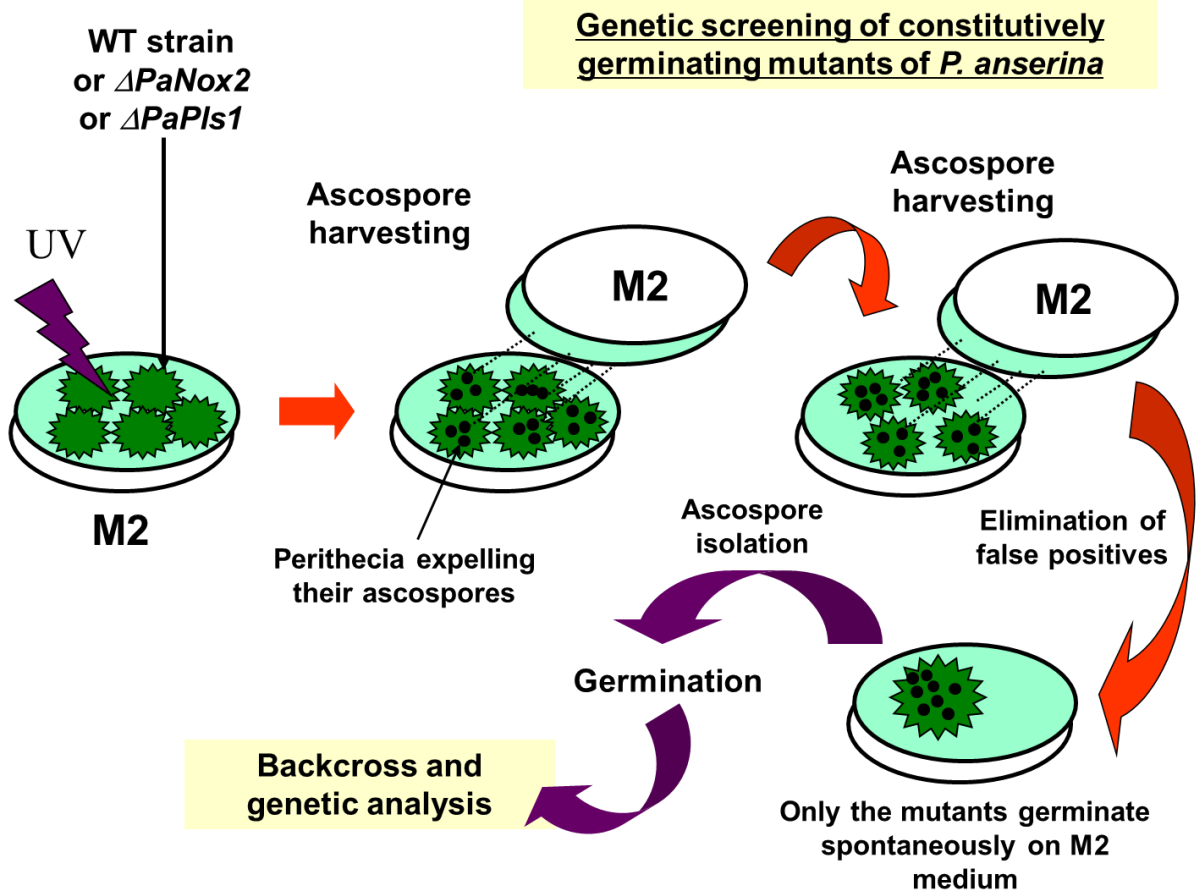 Genetic screening of constitutively
germinating mutants of P. anserina
WT strain
or ΔPaNox2
or ΔPaPls1
UV
M2
Ascospore
harvesting
M2
Perithecia expelling
their ascospores
Ascospore
harvesting
M2
Elimination of
false positives
Only the mutants germinate
spontaneously on M2
medium
Ascospore
isolation
Germination
Backcross and
genetic analysis